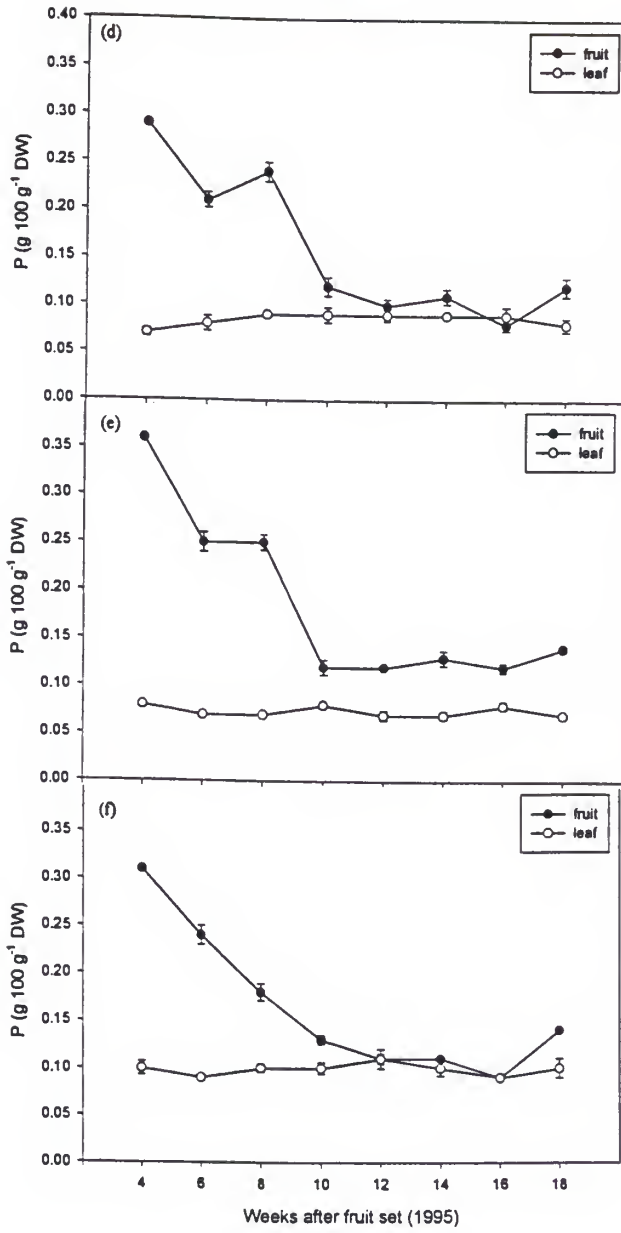 (d)
fruit
leaf
P (g 100 g⁻¹ DW)
0.40
0.35
0.30
0.25
0.20
0.15
0.10
0.05
0.00
(e)
fruit
leaf
P (g 100 g⁻¹ DW)
0.35
0.30
0.25
0.20
0.15
0.10
0.05
0.00
(f)
fruit
leaf
P (g 100 g⁻¹ DW)
0.35
0.30
0.25
0.20
0.15
0.10
0.05
0.00
4 6 8 10 12 14 16 18
Weeks after fruit set (1995)